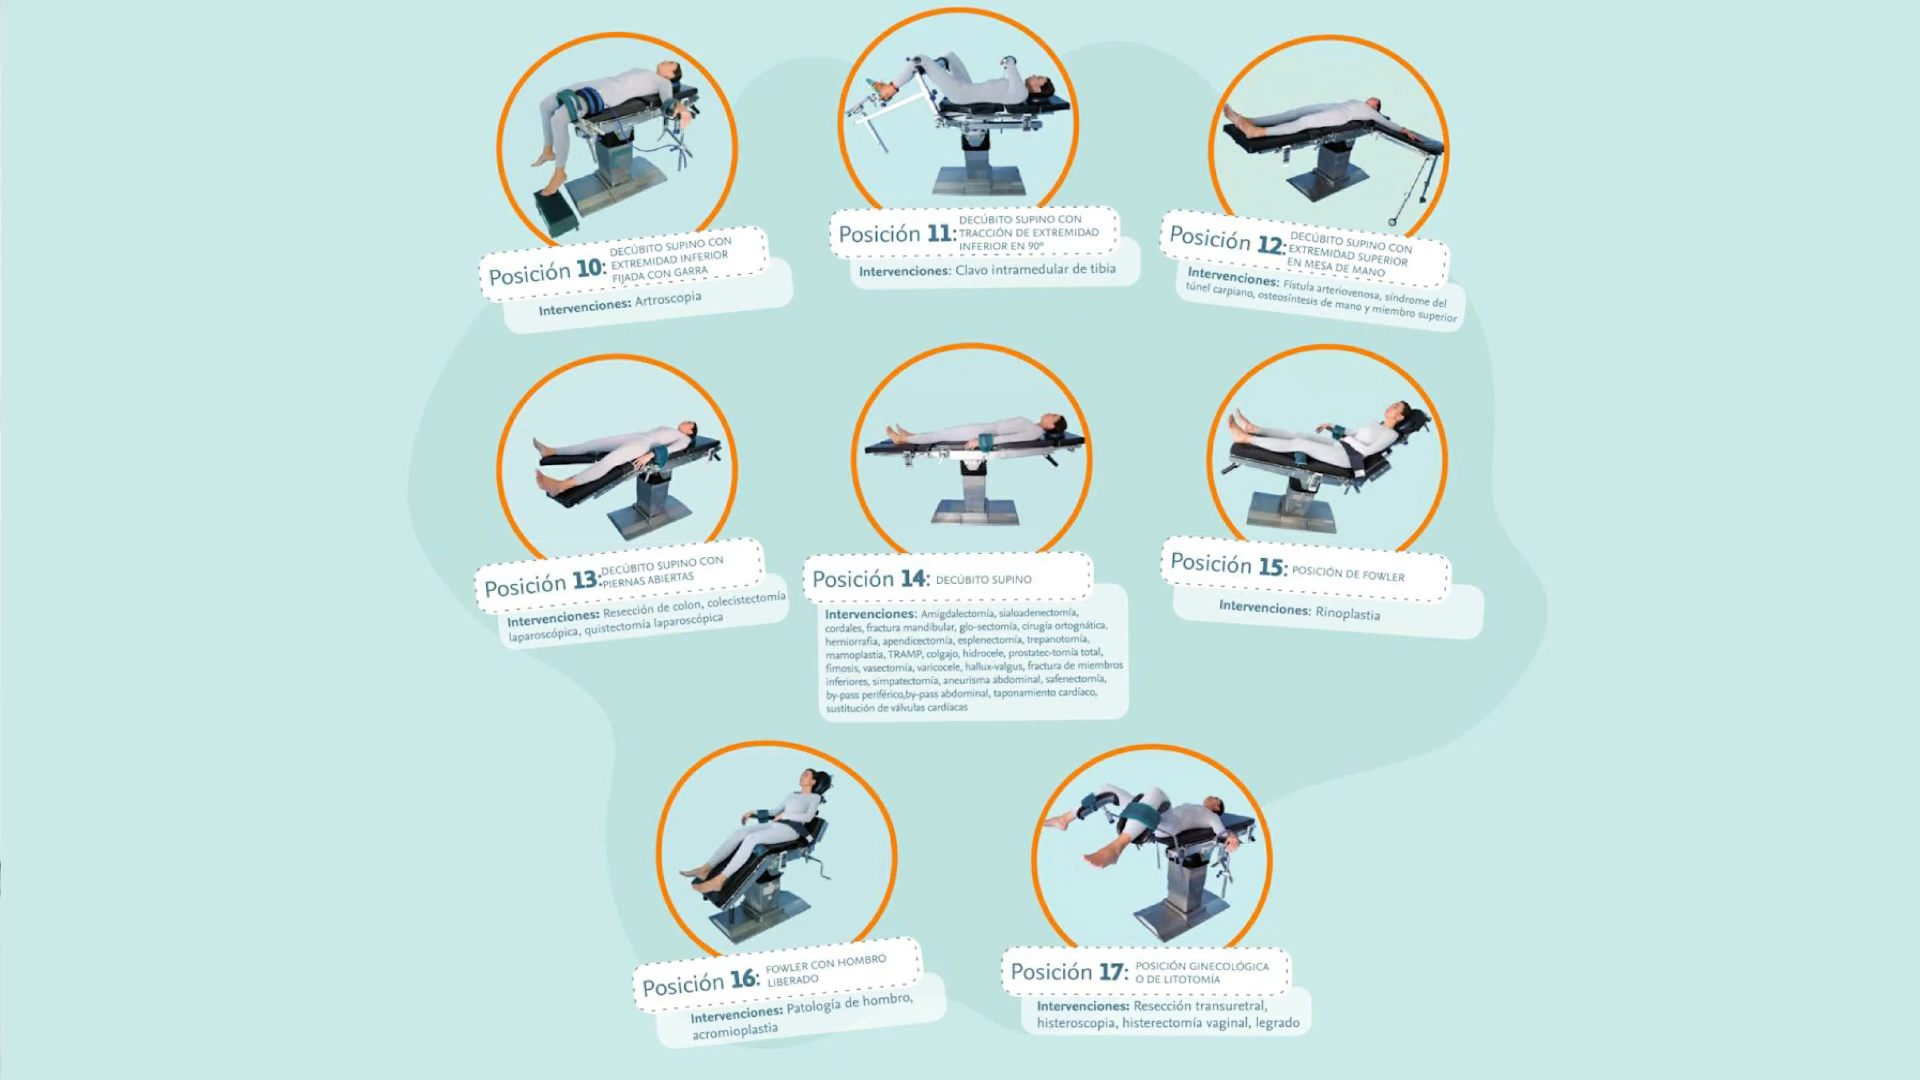 Posición 10: DECÚBITO SUPINO CON
EXTREMIDAD INFERIOR
FIJADA CON GARRA
Intervenciones: Artroscopia
Posición 11: DECÚBITO SUPINO CON
TRACCIÓN DE EXTREMIDAD
INFERIOR EN 90º
Intervenciones: Clavo intramedular de tibia
Posición 12: DECÚBITO SUPINO CON
EXTREMIDAD SUPERIOR
EN MESA DE MANO
Intervenciones: Fístula arteriovenosa, síndrome del
túnel carpiano, osteosíntesis de mano y miembro superior
Posición 13: DECÚBITO SUPINO CON
PIERNAS ABIERTAS
Intervenciones: Resección de colon, colecistectomía
laparoscópica, quistectomía laparoscópica
Posición 14: DECÚBITO SUPINO
Intervenciones: Amigdalectomía, sialoadenectomía,
cordales, fractura mandibular, glo-sectomía, cirugía ortognática,
herniorrafia, apendicectomía, esplenectomía, trepanotomía,
mamoplastia, TRAMP, colgajo, hidrocele, prostatec-tomía total,
fimosis, vasectomía, varicocele, hallux-valgus, fractura de miembros
inferiores, simpatectomía, aneurisma abdominal, safenectomía,
by-pass periférico,by-pass abdominal, taponamiento cardíaco,
sustitución de válvulas cardíacas
Posición 15: POSICIÓN DE FOWLER
Intervenciones: Rinoplastia
Posición 16: FOWLER CON HOMBRO
LIBERADO
Intervenciones: Patología de hombro,
acromioplastia
Posición 17: POSICIÓN GINECOLÓGICA
O DE LITOTOMÍA
Intervenciones: Resección transuretral,
histeroscopia, histerectomía vaginal, legrado